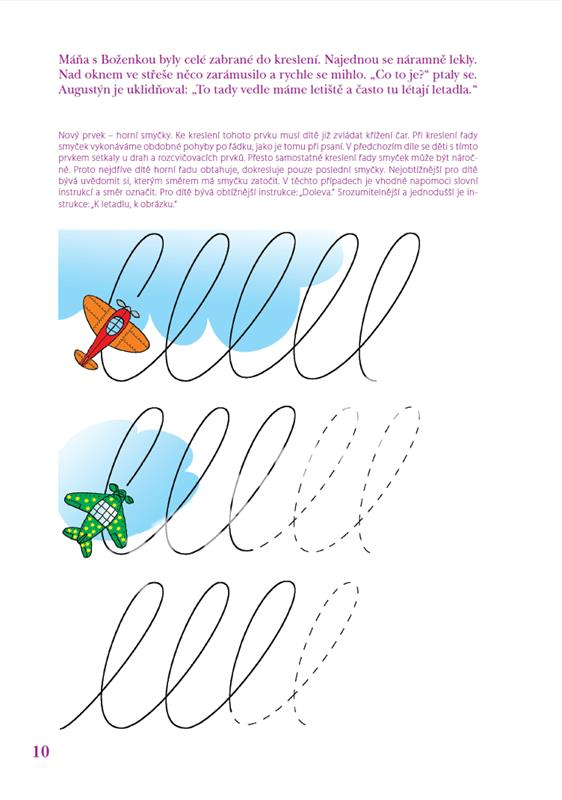 Máňa s Boženkou byly celé zabrané do kreslení. Najednou se náramně lekly.
Nad oknem ve střeše něco zarámusilo a rychle se mihlo. „Co to je?“ ptaly se.
Augustýn je uklidňoval: „To tady vedle máme letiště a často tu létají letadla.“
Nový prvek – horní smyčky. Ke kreslení tohoto prvku musí dítě již zvládat křížení čar. Při kreslení řady
smyček vykonáváme obdobné pohyby po řádku, jako je tomu při psaní. V předchozím díle se děti s tímto
prvkem setkaly u drah a rozcvičovacích prvků. Přesto samostatné kreslení řady smyček může být nároč-
né. Proto nejdříve dítě horní řadu obtahuje, dokresluje pouze poslední smyčky. Nejobtížnější pro dítě
bývá uvědomit si, kterým směrem má smyčku zatočit. V těchto případech je vhodné napomoci slovní
instrukcí a směr označit. Pro dítě bývá obtížnější instrukce: „Doleva.“ Srozumitelnější a jednodušší je in-
strukce: „K letadlu, k obrázku.“
10